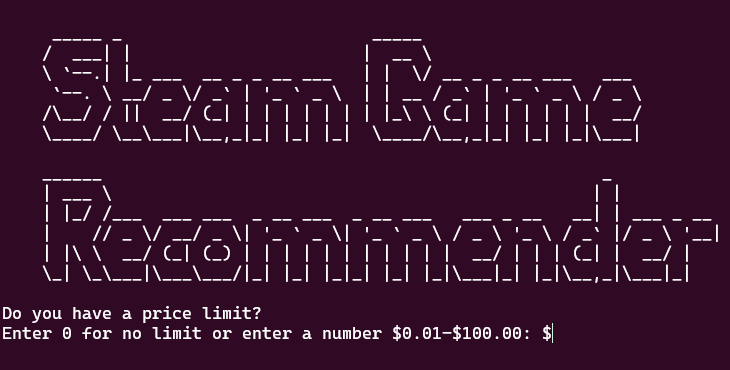 Steam Game
Recommender
Do you have a price limit?
Enter 0 for no limit or enter a number $0.01-$100.00: $